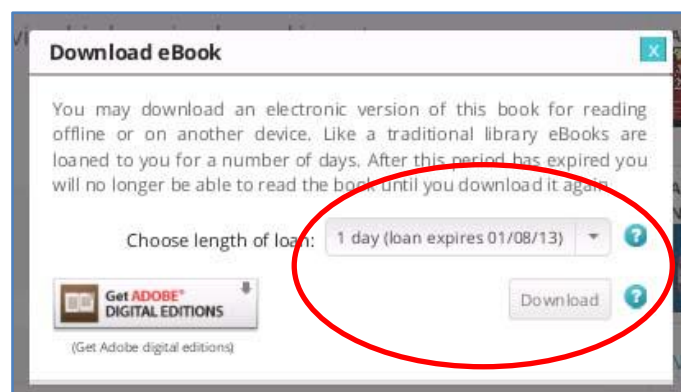 Download eBook
x
You may download an electronic version of this book for reading
offline or on another device. Like a traditional library eBooks are
loaned to you for a number of days. After this period has expired you
will no longer be able to read the book until you download it again.
Choose length of loan: 1 day (loan expires 01/08/13) ?
Get ADOBE®
DIGITAL EDITIONS
Download ?
(Get Adobe digital editions)